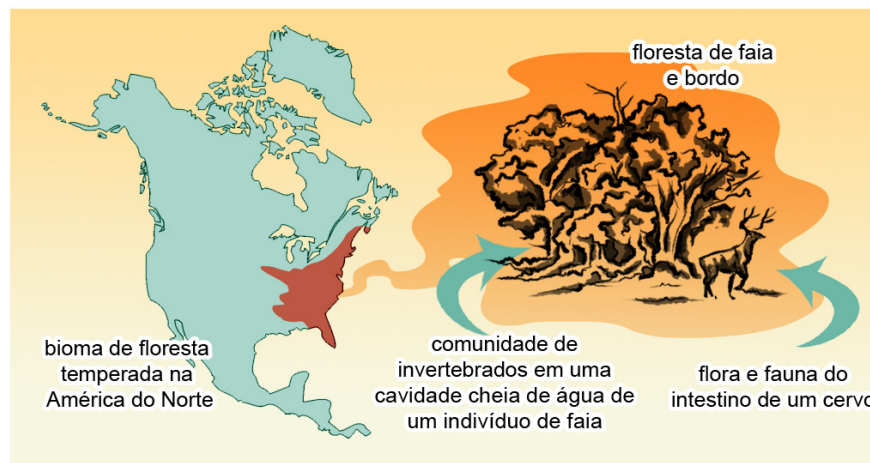 floresta de faia
e bordo
bioma de floresta
temperada na
América do Norte
comunidade de
invertebrados em uma
cavidade cheia de água de
um indivíduo de faia
flora e fauna do
intestino de um cervo